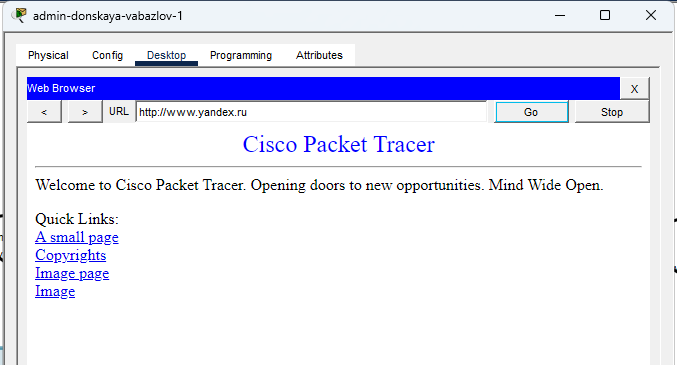 admin-donskaya-vabazlov-1
Physical Config Desktop Programming Attributes
Web Browser X
< > URL http://www.yandex.ru Go Stop
Cisco Packet Tracer
Welcome to Cisco Packet Tracer. Opening doors to new opportunities. Mind Wide Open.
Quick Links:
A small page
Copyrights
Image page
Image